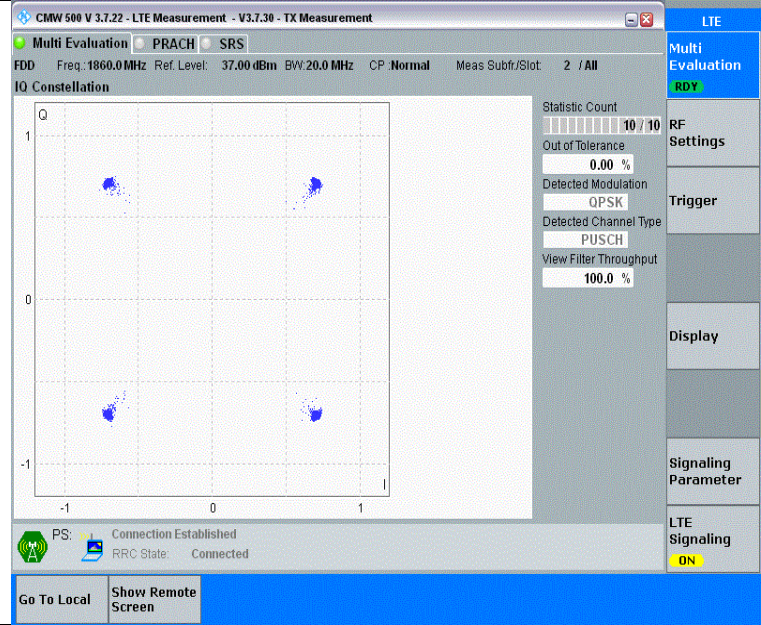 CMW 500 V 3.7.22 - LTE Measurement - V3.7.30 - TX Measurement
LTE
Multi Evaluation PRACH SRS
FDD Freq.: 1860.0 MHz Ref. Level: 37.00 dBm BW: 20.0 MHz CP : Normal Meas Subfr./Slot: 2 / All
IQ Constellation
Q
1
0
-1
-1 0 1
I
Statistic Count
10 / 10
Out of Tolerance
0.00 %
Detected Modulation
QPSK
Detected Channel Type
PUSCH
View Filter Throughput
100.0 %
Multi
Evaluation
RDY
RF
Settings
Trigger
Display
Signaling
Parameter
LTE
Signaling
ON
PS: Connection Established
RRC State: Connected
Go To Local
Show Remote
Screen